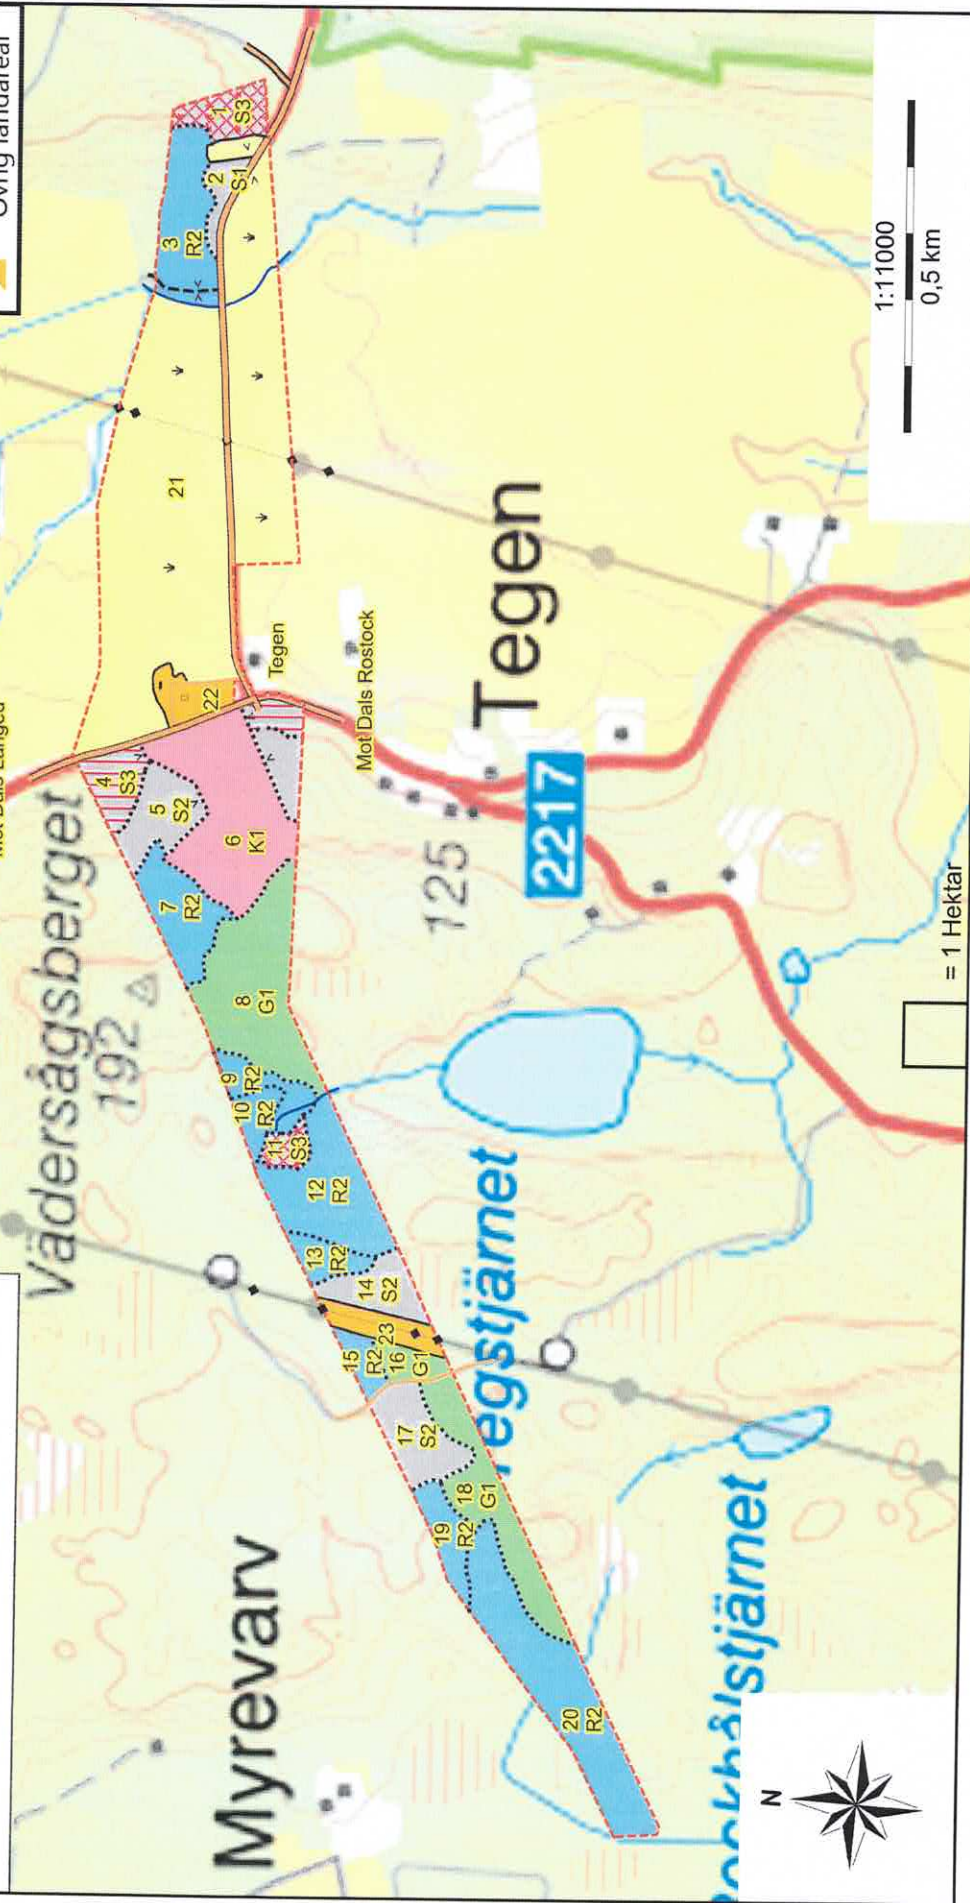 Övrig landareal
Väderságsberget
192
Myrevarv
Tegen
Tegen
Mot Dals Rostock
125
2217
1
S3
2
S1
3
R2
21
22
4
S3
5
S2
6
K1
7
R2
8
G1
9
R2
10
R2
11
S3
12
R2
13
R2
14
S2
23
15
R2
16
G1
17
S2
18
G1
19
R2
20
R2
1:11000
0,5 km
= 1 Hektar
N